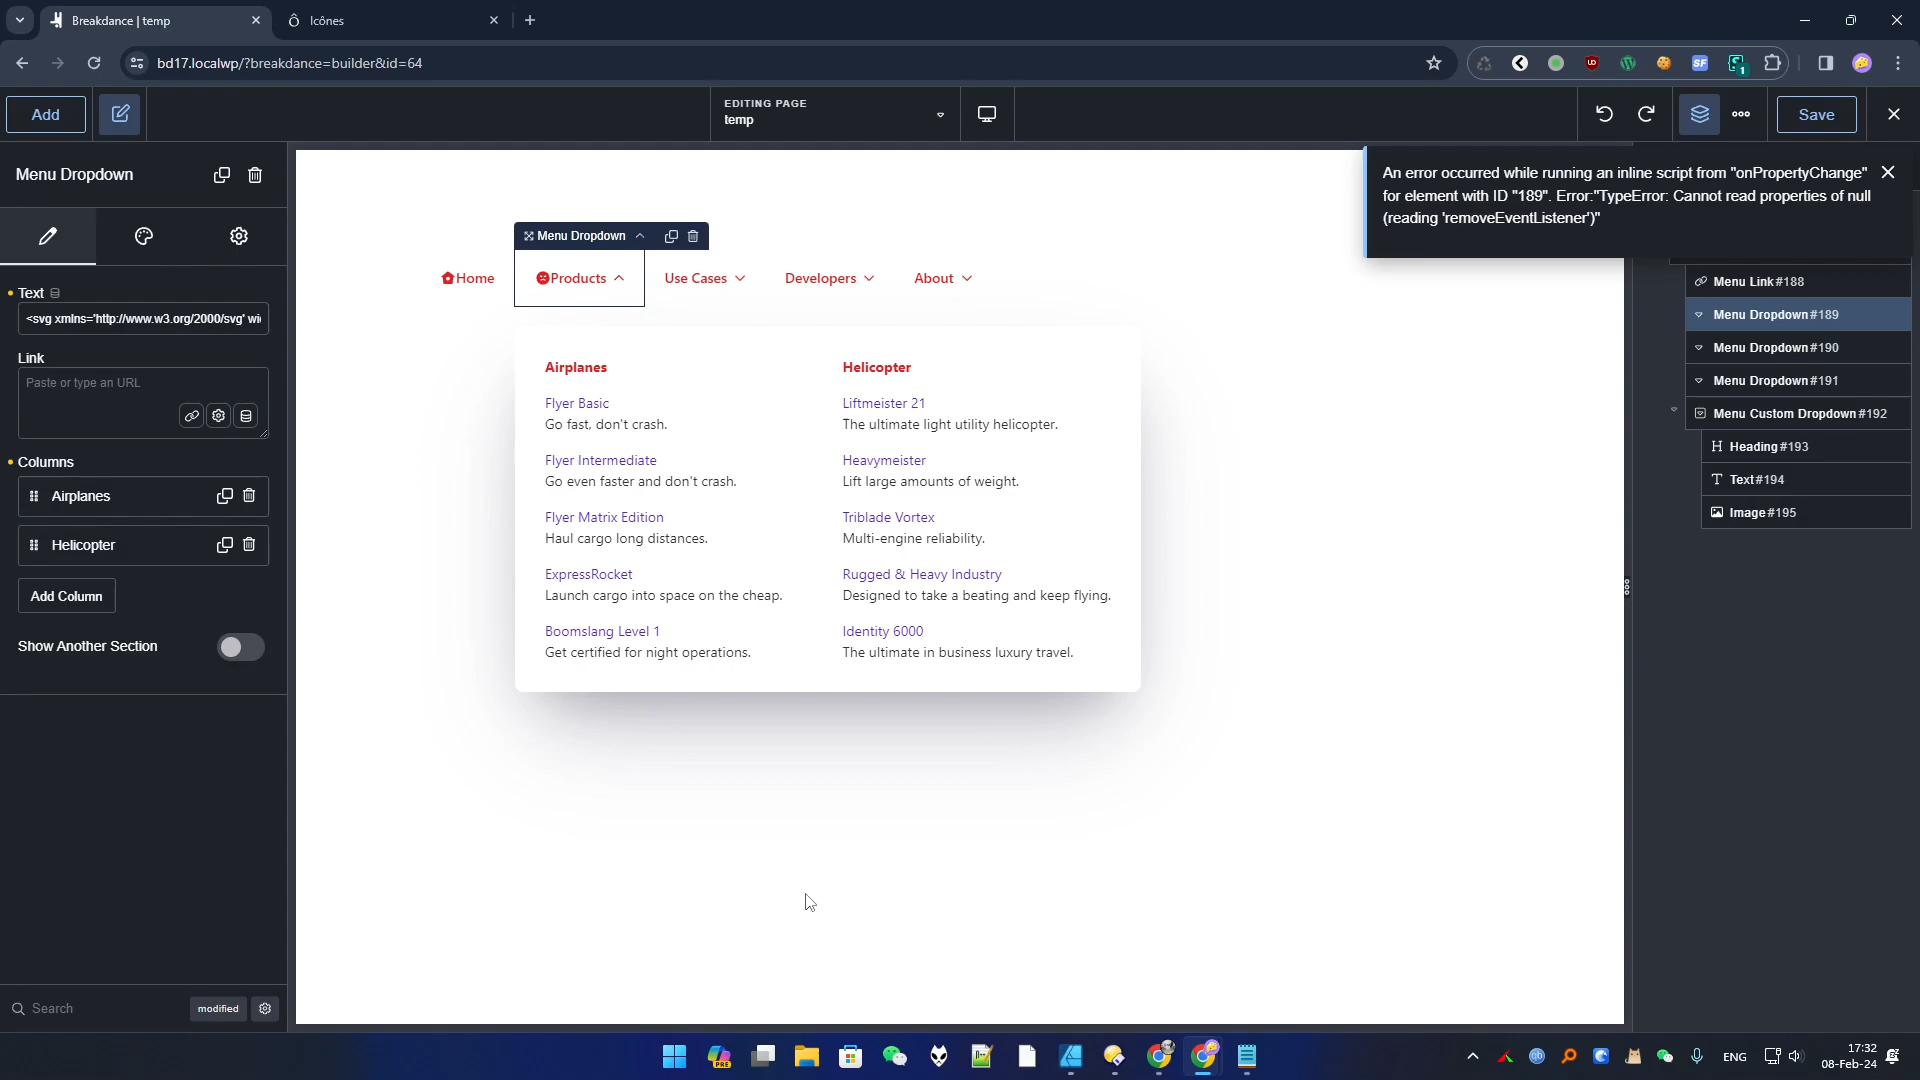 Breakdance | temp
Icônes
bd17.localwp/?breakdance=builder&id=64
UD
SF
1
Add
EDITING PAGE
temp
Save
Menu Dropdown
An error occurred while running an inline script from "onPropertyChange"
for element with ID "189". Error:"TypeError: Cannot read properties of null
(reading 'removeEventListener')"
Text
<svg xmlns='http://www.w3.org/2000/svg' wi
Link
Paste or type an URL
Columns
Airplanes
Helicopter
Add Column
Show Another Section
Search
modified
Menu Dropdown
Home
Products
Use Cases
Developers
About
Airplanes
Flyer Basic
Go fast, don't crash.
Flyer Intermediate
Go even faster and don't crash.
Flyer Matrix Edition
Haul cargo long distances.
ExpressRocket
Launch cargo into space on the cheap.
Boomslang Level 1
Get certified for night operations.
Helicopter
Liftmeister 21
The ultimate light utility helicopter.
Heavymeister
Lift large amounts of weight.
Triblade Vortex
Multi-engine reliability.
Rugged & Heavy Industry
Designed to take a beating and keep flying.
Identity 6000
The ultimate in business luxury travel.
Menu Link#188
Menu Dropdown#189
Menu Dropdown#190
Menu Dropdown#191
Menu Custom Dropdown#192
Heading#193
Text#194
Image#195
PRE
ENG
17:32
08-Feb-24